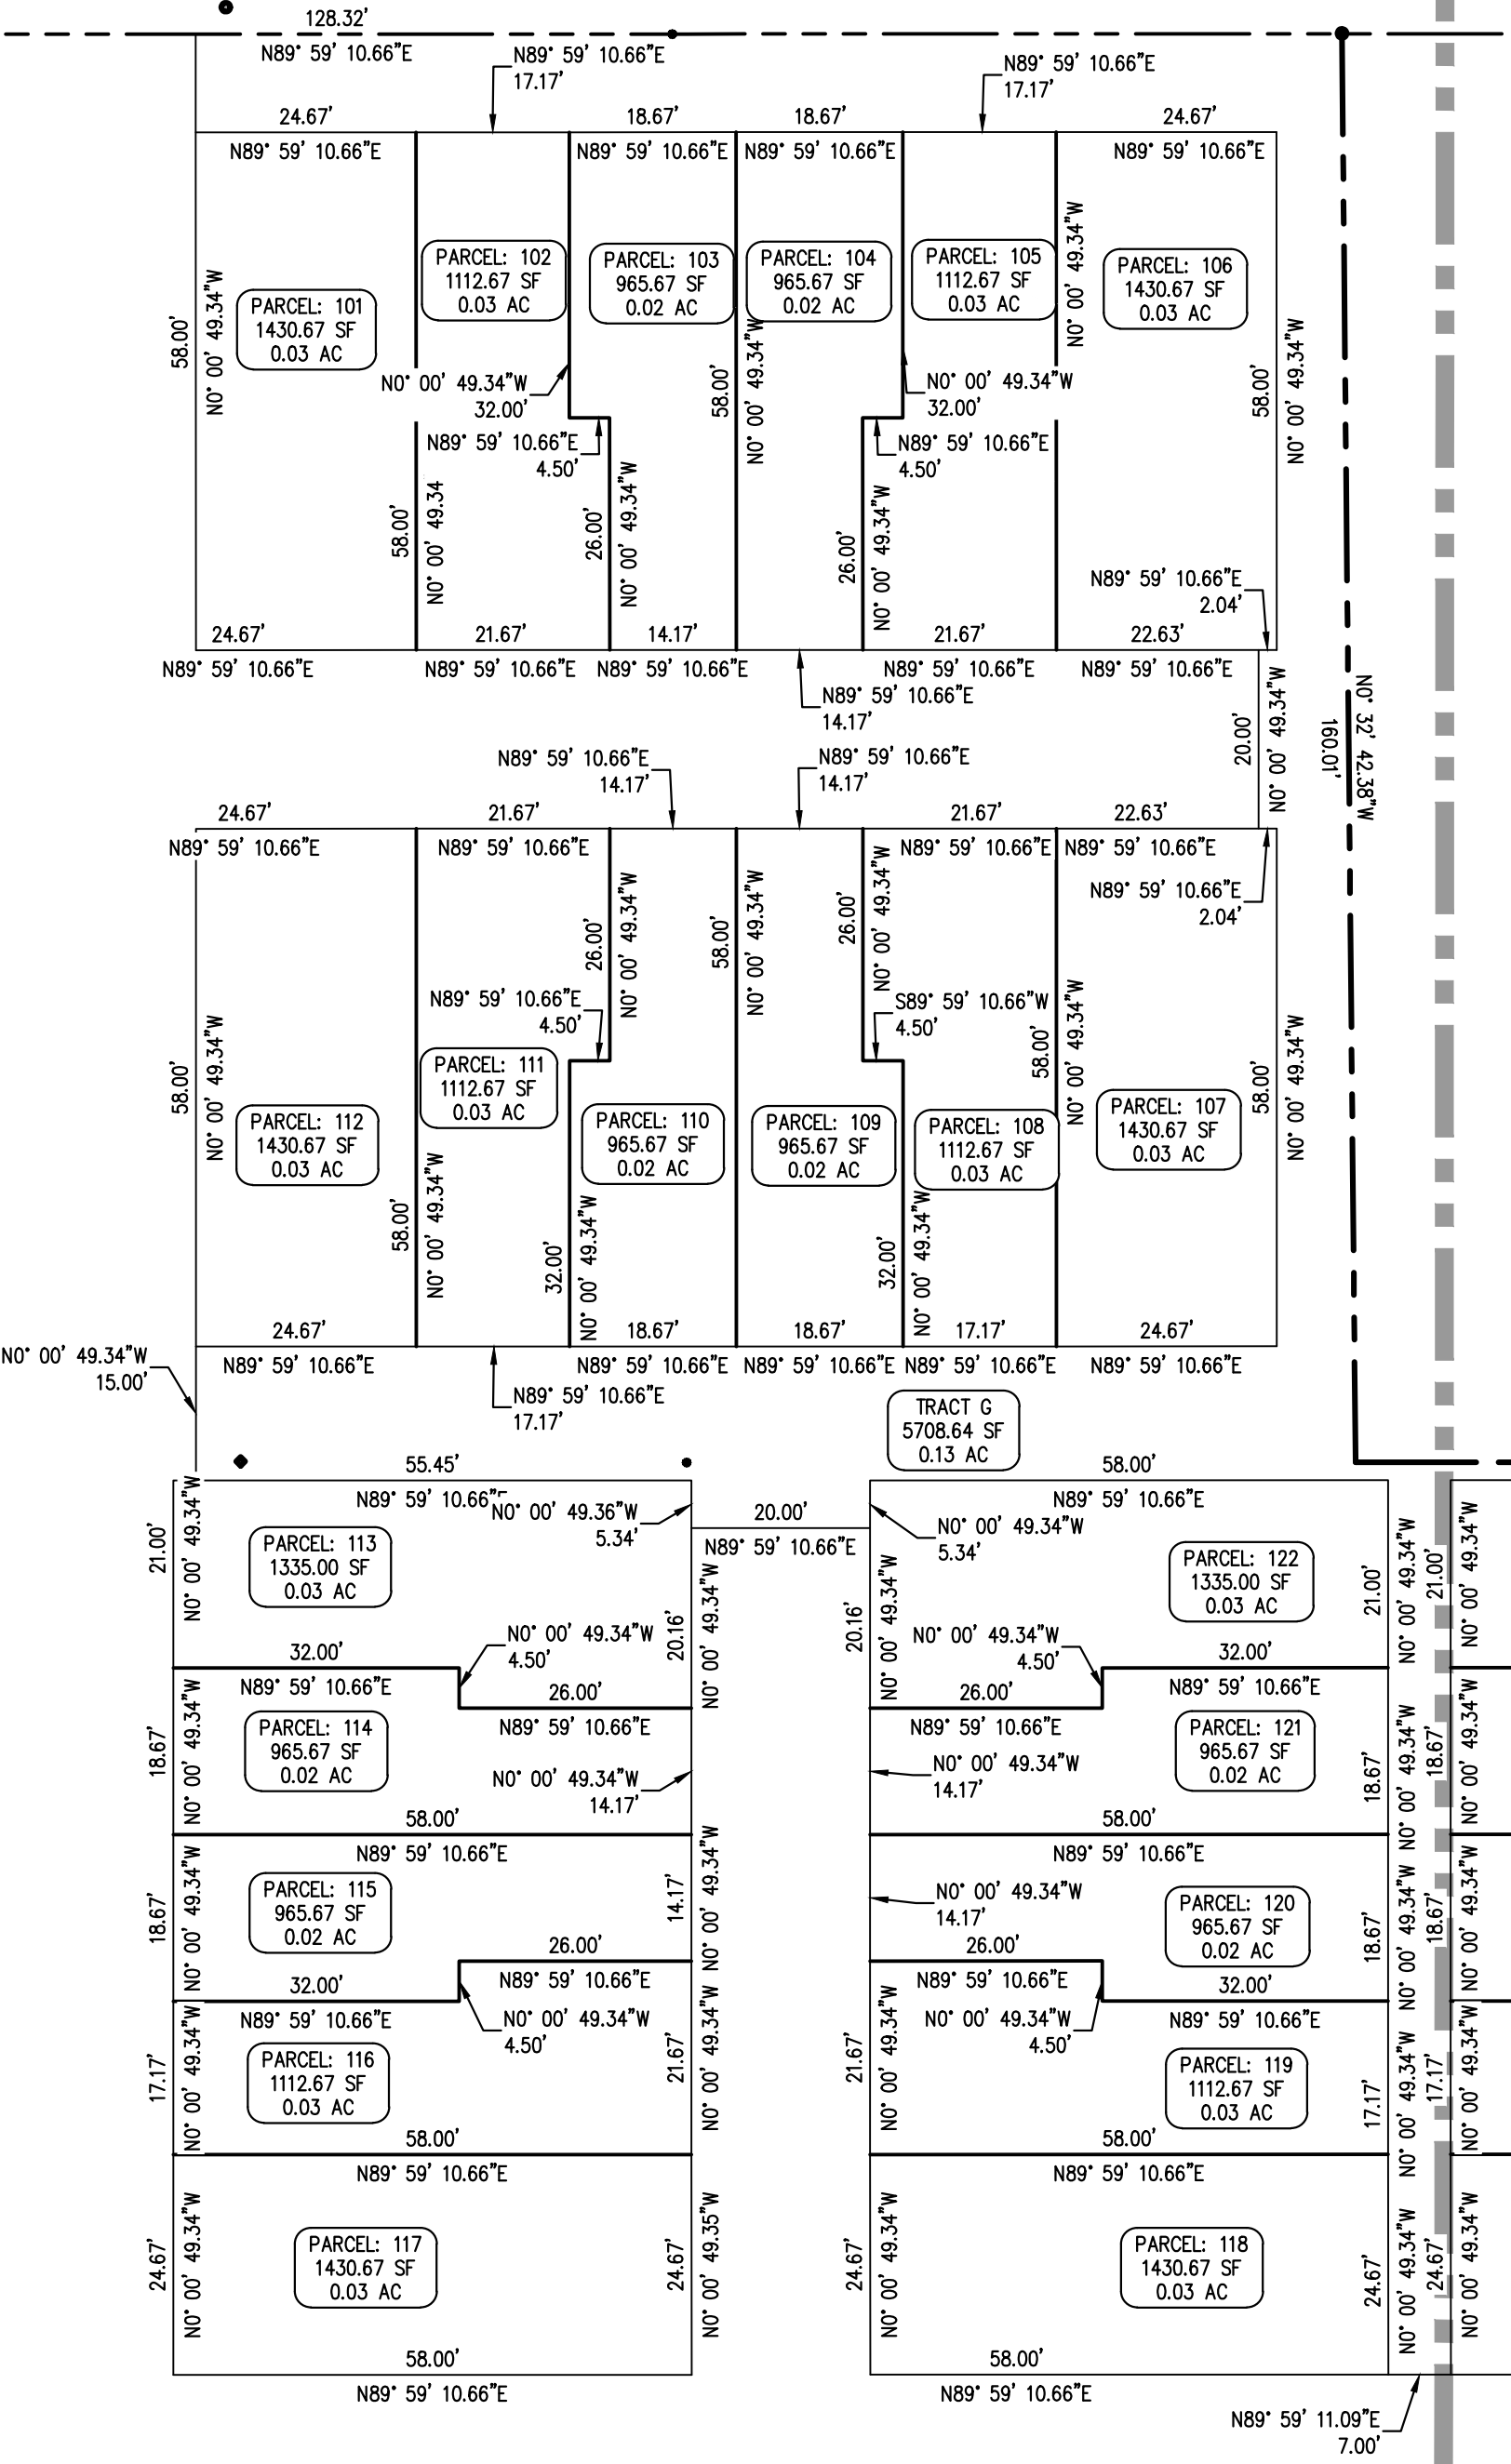 128.32'
N89° 59' 10.66"E
N89° 59' 10.66"E
17.17'
N89° 59' 10.66"E
17.17'
24.67'
18.67'
18.67'
24.67'
N89° 59' 10.66"E
N89° 59' 10.66"E
N89° 59' 10.66"E
N89° 59' 10.66"E
PARCEL: 101
1430.67 SF
0.03 AC
PARCEL: 102
1112.67 SF
0.03 AC
PARCEL: 103
965.67 SF
0.02 AC
PARCEL: 104
965.67 SF
0.02 AC
PARCEL: 105
1112.67 SF
0.03 AC
PARCEL: 106
1430.67 SF
0.03 AC
58.00'
N0° 00' 49.34"W
N0° 00' 49.34"W
32.00'
N89° 59' 10.66"E
4.50'
58.00'
N0° 00' 49.34"W
N0° 00' 49.34"W
32.00'
N89° 59' 10.66"E
4.50'
N0° 00' 49.34"W
58.00'
N0° 00' 49.34"W
58.00'
N0° 00' 49.34
26.00'
N0° 00' 49.34"W
26.00'
N0° 00' 49.34"W
N89° 59' 10.66"E
2.04'
24.67'
21.67'
14.17'
21.67'
22.63'
N89° 59' 10.66"E
N89° 59' 10.66"E
N89° 59' 10.66"E
N89° 59' 10.66"E
N89° 59' 10.66"E
N89° 59' 10.66"E
14.17'
20.00'
N0° 00' 49.34"W
N0° 32' 42.38"W
160.01'
N89° 59' 10.66"E
14.17'
N89° 59' 10.66"E
14.17'
24.67'
21.67'
21.67'
22.63'
N89° 59' 10.66"E
N89° 59' 10.66"E
N89° 59' 10.66"E
N89° 59' 10.66"E
N89° 59' 10.66"E
2.04'
26.00'
N0° 00' 49.34"W
58.00'
N0° 00' 49.34"W
26.00'
N0° 00' 49.34"W
N89° 59' 10.66"E
4.50'
S89° 59' 10.66"W
4.50'
58.00'
N0° 00' 49.34"W
58.00'
N0° 00' 49.34"W
58.00'
N0° 00' 49.34"W
PARCEL: 112
1430.67 SF
0.03 AC
PARCEL: 111
1112.67 SF
0.03 AC
PARCEL: 110
965.67 SF
0.02 AC
PARCEL: 109
965.67 SF
0.02 AC
PARCEL: 108
1112.67 SF
0.03 AC
PARCEL: 107
1430.67 SF
0.03 AC
58.00'
N0° 00' 49.34"W
32.00'
N0° 00' 49.34"W
32.00'
N0° 00' 49.34"W
24.67'
18.67'
18.67'
17.17'
24.67'
N89° 59' 10.66"E
N89° 59' 10.66"E
N89° 59' 10.66"E
N89° 59' 10.66"E
N89° 59' 10.66"E
N0° 00' 49.34"W
15.00'
N89° 59' 10.66"E
17.17'
TRACT G
5708.64 SF
0.13 AC
55.45'
N89° 59' 10.66"
58.00'
N89° 59' 10.66"E
N0° 00' 49.36"W
5.34'
20.00'
N89° 59' 10.66"E
N0° 00' 49.34"W
5.34'
21.00'
N0° 00' 49.34"W
PARCEL: 113
1335.00 SF
0.03 AC
20.16'
N0° 00' 49.34"W
20.16'
N0° 00' 49.34"W
PARCEL: 122
1335.00 SF
0.03 AC
21.00'
N0° 00' 49.34"W
21.00'
N0° 00' 49.34"W
N0° 00' 49.34"W
4.50'
N0° 00' 49.34"W
4.50'
32.00'
N89° 59' 10.66"E
26.00'
N89° 59' 10.66"E
26.00'
N89° 59' 10.66"E
32.00'
N89° 59' 10.66"E
18.67'
N0° 00' 49.34"W
PARCEL: 114
965.67 SF
0.02 AC
N0° 00' 49.34"W
14.17'
N0° 00' 49.34"W
14.17'
PARCEL: 121
965.67 SF
0.02 AC
18.67'
N0° 00' 49.34"W
18.67'
N0° 00' 49.34"W
58.00'
N89° 59' 10.66"E
58.00'
N89° 59' 10.66"E
18.67'
N0° 00' 49.34"W
PARCEL: 115
965.67 SF
0.02 AC
14.17'
N0° 00' 49.34"W
N0° 00' 49.34"W
14.17'
PARCEL: 120
965.67 SF
0.02 AC
18.67'
N0° 00' 49.34"W
18.67'
N0° 00' 49.34"W
26.00'
N89° 59' 10.66"E
32.00'
N89° 59' 10.66"E
26.00'
N89° 59' 10.66"E
32.00'
N89° 59' 10.66"E
N0° 00' 49.34"W
4.50'
N0° 00' 49.34"W
4.50'
17.17'
N0° 00' 49.34"W
PARCEL: 116
1112.67 SF
0.03 AC
21.67'
N0° 00' 49.34"W
21.67'
N0° 00' 49.34"W
PARCEL: 119
1112.67 SF
0.03 AC
17.17'
N0° 00' 49.34"W
17.17'
N0° 00' 49.34"W
58.00'
N89° 59' 10.66"E
58.00'
N89° 59' 10.66"E
24.67'
N0° 00' 49.34"W
PARCEL: 117
1430.67 SF
0.03 AC
24.67'
N0° 00' 49.35"W
24.67'
N0° 00' 49.34"W
PARCEL: 118
1430.67 SF
0.03 AC
24.67'
N0° 00' 49.34"W
24.67'
N0° 00' 49.34"W
58.00'
N89° 59' 10.66"E
58.00'
N89° 59' 10.66"E
N89° 59' 11.09"E
7.00'